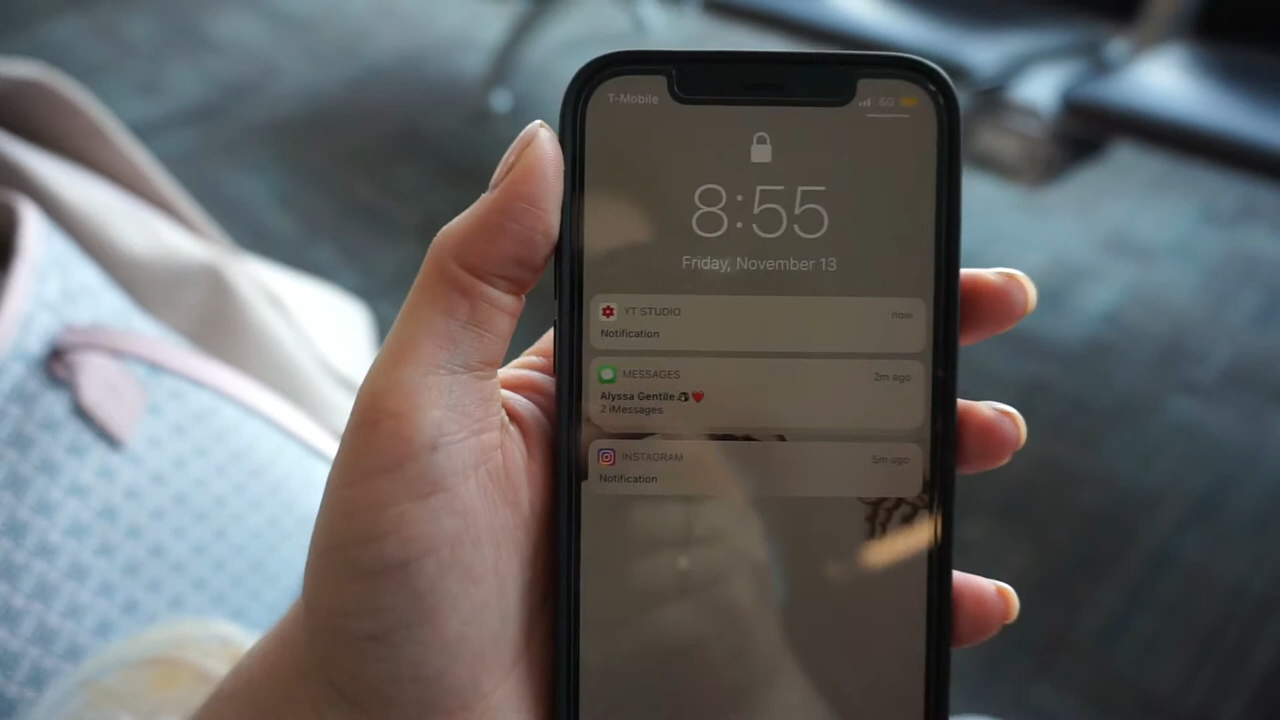 T-Mobile 5G
8:55
Friday, November 13
YT STUDIO now
Notification
MESSAGES 2m ago
Alyssa Gentile
2 iMessages
INSTAGRAM 5m ago
Notification